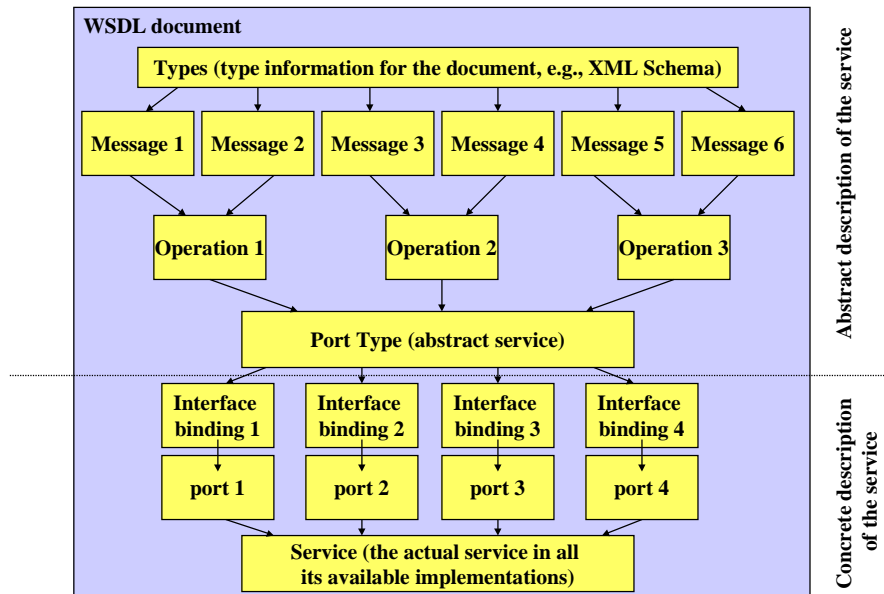 WSDL document
Types (type information for the document, e.g., XML Schema)
Message 1
Message 2
Message 3
Message 4
Message 5
Message 6
Operation 1
Operation 2
Operation 3
Port Type (abstract service)
Abstract description of the service
Interface
binding 1
Interface
binding 2
Interface
binding 3
Interface
binding 4
port 1
port 2
port 3
port 4
Service (the actual service in all
its available implementations)
Concrete description
of the service